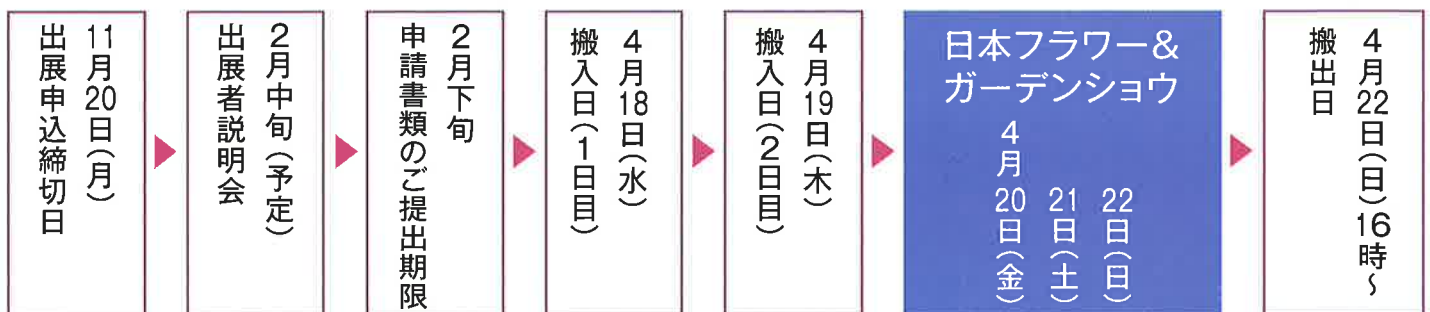 11月20日(月)
出展申込締切日
2月中旬(予定)
出展者説明会
2月下旬
申請書類のご提出期限
4月18日(水)
搬入日(1日目)
4月19日(木)
搬入日(2日目)
日本フラワー&
ガーデンショウ
4月20日(金)
21日(土)
22日(日)
4月22日(日)16時~
搬出日